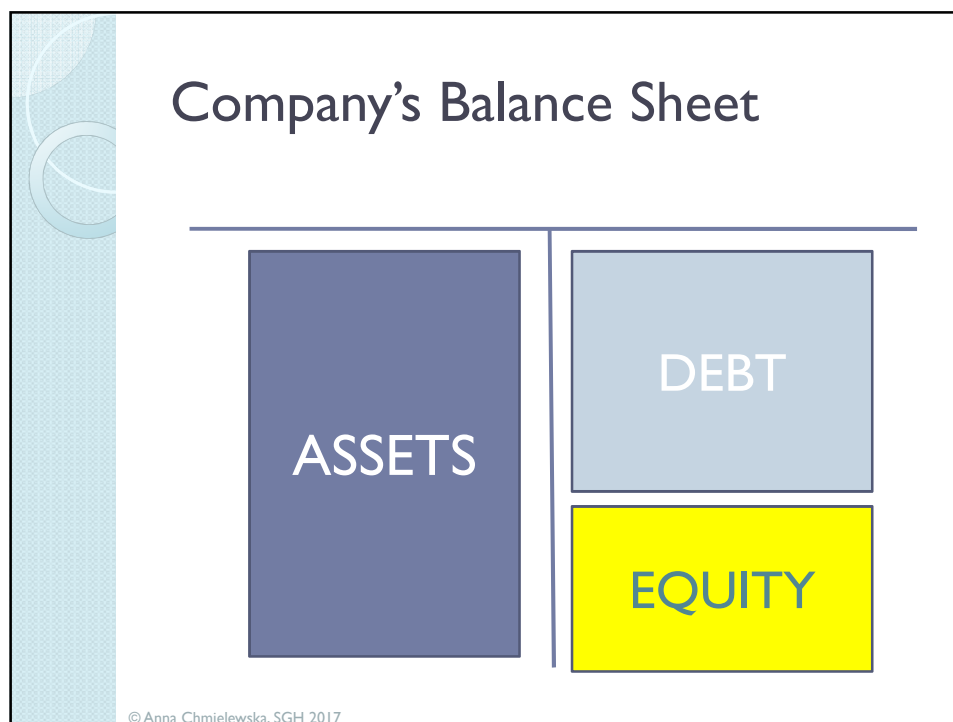 Company's Balance Sheet
ASSETS
DEBT
EQUITY
© Anna Chmielewska, SGH 2017